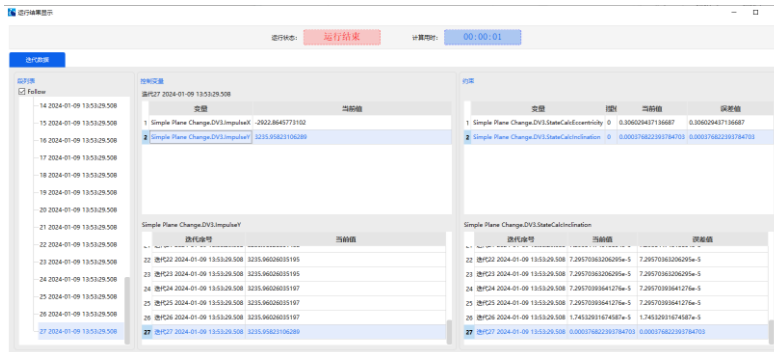 运行结果显示
运行状态: 运行结束 计算用时: 00:00:01
迭代数据
总列表
Follow
14 2024-01-09 13:53:29.508
15 2024-01-09 13:53:29.508
16 2024-01-09 13:53:29.508
17 2024-01-09 13:53:29.508
18 2024-01-09 13:53:29.508
19 2024-01-09 13:53:29.508
20 2024-01-09 13:53:29.508
21 2024-01-09 13:53:29.508
22 2024-01-09 13:53:29.508
23 2024-01-09 13:53:29.508
24 2024-01-09 13:53:29.508
25 2024-01-09 13:53:29.508
26 2024-01-09 13:53:29.508
27 2024-01-09 13:53:29.508
控制变量
迭代27 2024-01-09 13:53:29.508
变量 当前值
1 Simple Plane Change.DV3.ImpulseX -2922.8645773102
2 Simple Plane Change.DV3.ImpulseY 3235.95823106289
Simple Plane Change.DV3.ImpulseY
迭代序号 当前值
22 迭代22 2024-01-09 13:53:29.508 3235.96026035195
23 迭代23 2024-01-09 13:53:29.508 3235.96026035195
24 迭代22 2024-01-09 13:53:29.508 3235.96026035197
25 迭代25 2024-01-09 13:53:29.508 3235.96026035197
26 迭代26 2024-01-09 13:53:29.508 3235.96026035197
27 迭代27 2024-01-09 13:53:29.508 3235.95823106289
约束
变量 当前值 误差值
1 Simple Plane Change.DV3.StateCalcEccentricity 0 0.306029437136687 0.306029437136687
2 Simple Plane Change.DV3.StateCalcInclination 0 0.000376822393784703 0.000376822393784703
Simple Plane Change.DV3.StateCalcInclination
迭代序号 当前值 误差值
22 迭代22 2024-01-09 13:53:29.508 7.29570363206295e-5 7.29570363206295e-5
23 迭代23 2024-01-09 13:53:29.508 7.29570363206295e-5 7.29570363206295e-5
24 迭代22 2024-01-09 13:53:29.508 7.29570393641276e-5 7.29570393641276e-5
25 迭代25 2024-01-09 13:53:29.508 7.29570393641276e-5 7.29570393641276e-5
26 迭代26 2024-01-09 13:53:29.508 1.74532931674587e-5 1.74532931674587e-5
27 迭代27 2024-01-09 13:53:29.508 0.000376822393784703 0.000376822393784703